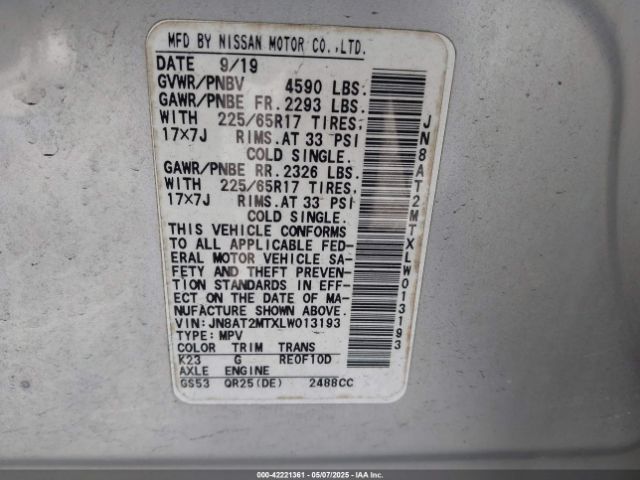 MFD BY NISSAN MOTOR CO.,LTD.
DATE 9/19
GVWR/PNBV 4590 LBS.
GAWR/PNBE FR. 2293 LBS.
WITH 225/65R17 TIRES,
17×7J RIMS.AT 33 PSI
COLD SINGLE.
GAWR/PNBE RR. 2326 LBS.
WITH 225/65R17 TIRES,
17×7J RIMS.AT 33 PSI
COLD SINGLE.
THIS VEHICLE CONFORMS
TO ALL APPLICABLE FED-
ERAL MOTOR VEHICLE SA-
FETY AND THEFT PREVEN-
TION STANDARDS IN EFF-
ECT ON THE DATE OF MA-
NUFACTURE SHOWN ABOVE.
VIN: JN8AT2MTXLW013193
TYPE: MPV
COLOR TRIM TRANS
K23 G RE0F10D
AXLE ENGINE
GS53 QR25(DE) 2488CC
JN8AT2MTXLW013193
000-42221361 | 05/07/2025 | IAA Inc.